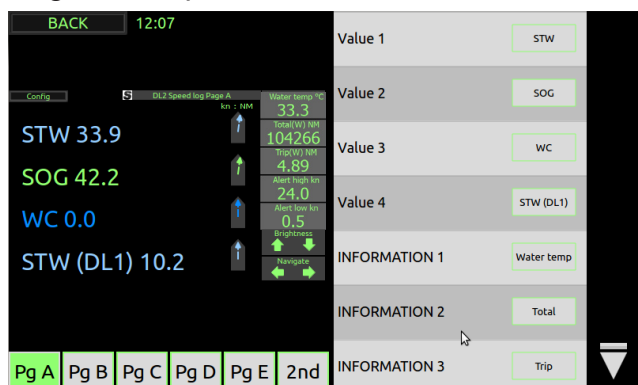 BACK 12:07
Config S DL2 Speed log Page A
kn : NM
STW 33.9
SOG 42.2
WC 0.0
STW (DL1) 10.2
Water temp °C
33.3
Total(W) NM
104266
Trip(W) NM
4.89
Alert high kn
24.0
Alert low kn
0.5
Brightness
Navigate
Pg A Pg B Pg C Pg D Pg E 2nd
Value 1 STW
Value 2 SOG
Value 3 WC
Value 4 STW (DL1)
INFORMATION 1 Water temp
INFORMATION 2 Total
INFORMATION 3 Trip